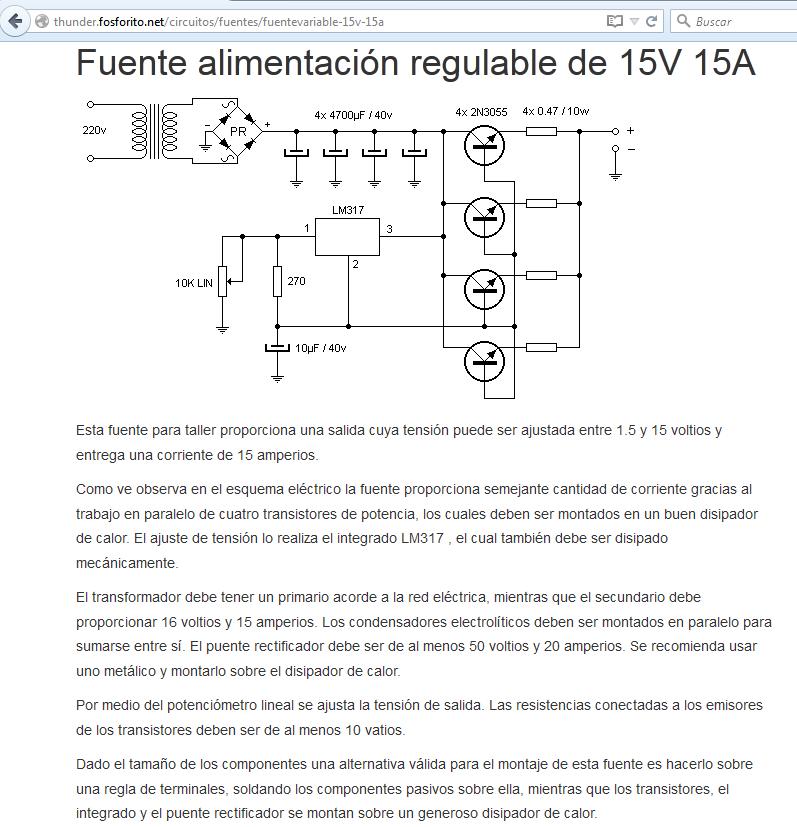 thunder.fosforito.net/circuitos/fuentes/fuentevariable-15v-15a
Buscar
Fuente alimentación regulable de 15V 15A
4x 4700µF / 40v
4x 2N3055
4x 0.47 / 10w
220v
-
PR
+
+
-
LM317
1
3
2
10K LIN
270
10µF / 40v
Esta fuente para taller proporciona una salida cuya tensión puede ser ajustada entre 1.5 y 15 voltios y
entrega una corriente de 15 amperios.
Como ve observa en el esquema eléctrico la fuente proporciona semejante cantidad de corriente gracias al
trabajo en paralelo de cuatro transistores de potencia, los cuales deben ser montados en un buen disipador
de calor. El ajuste de tensión lo realiza el integrado LM317 , el cual también debe ser disipado
mecánicamente.
El transformador debe tener un primario acorde a la red eléctrica, mientras que el secundario debe
proporcionar 16 voltios y 15 amperios. Los condensadores electrolíticos deben ser montados en paralelo para
sumarse entre sí. El puente rectificador debe ser de al menos 50 voltios y 20 amperios. Se recomienda usar
uno metálico y montarlo sobre el disipador de calor.
Por medio del potenciómetro lineal se ajusta la tensión de salida. Las resistencias conectadas a los emisores
de los transistores deben ser de al menos 10 vatios.
Dado el tamaño de los componentes una alternativa válida para el montaje de esta fuente es hacerlo sobre
una regla de terminales, soldando los componentes pasivos sobre ella, mientras que los transistores, el
integrado y el puente rectificador se montan sobre un generoso disipador de calor.